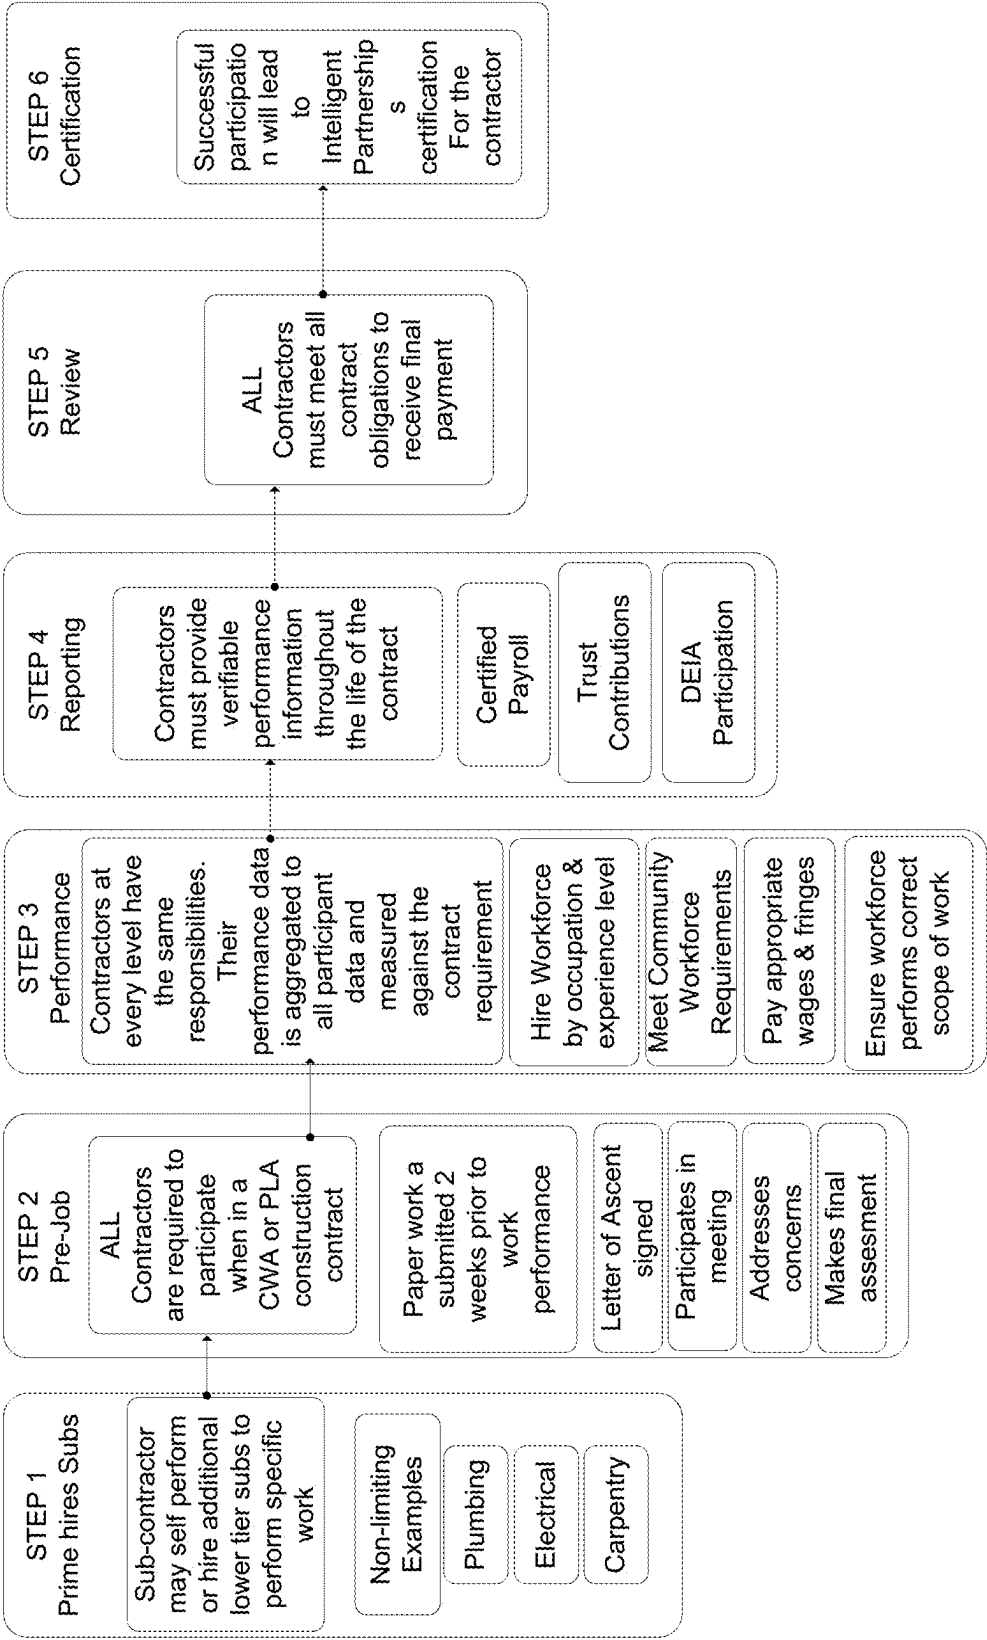 STEP 1
Prime hires Subs
Sub-contractor
may self perform
or hire additional
lower tier subs to
perform specific
work
Non-limiting
Examples
Plumbing
Electrical
Carpentry
STEP 2
Pre-Job
ALL
Contractors
are required to
participate
when in a
CWA or PLA
construction
contract
Paper work a
submitted 2
weeks prior to
work
performance
Letter of Ascent
signed
Participates in
meeting
Addresses
concerns
Makes final
assesment
STEP 3
Performance
Contractors at
every level have
the same
responsibilities.
Their
performance data
is aggregated to
all participant
data and
measured
against the
contract
requirement
Hire Workforce
by occupation &
experience level
Meet Community
Workforce
Requirements
Pay appropriate
wages & fringes
Ensure workforce
performs correct
scope of work
STEP 4
Reporting
Contractors
must provide
verifiable
performance
information
throughout
the life of the
contract
Certified
Payroll
Trust
Contributions
DEIA
Participation
STEP 5
Review
ALL
Contractors
must meet all
contract
obligations to
receive final
payment
STEP 6
Certification
Successful
participatio
n will lead
to
Intelligent
Partnership
s
certification
For the
contractor